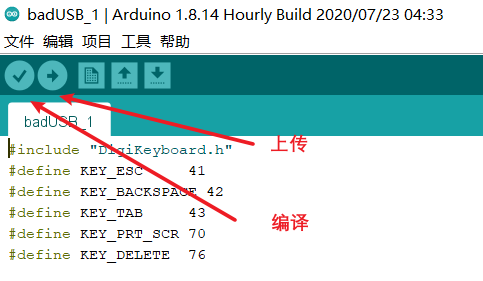 badUSB_1 | Arduino 1.8.14 Hourly Build 2020/07/23 04:33
文件 编辑 项目 工具 帮助
badUSB_1
#include "DigiKeyboard.h"
#define KEY_ESC 41
#define KEY_BACKSPACE 42
#define KEY_TAB 43
#define KEY_PRT_SCR 70
#define KEY_DELETE 76
上传
编译